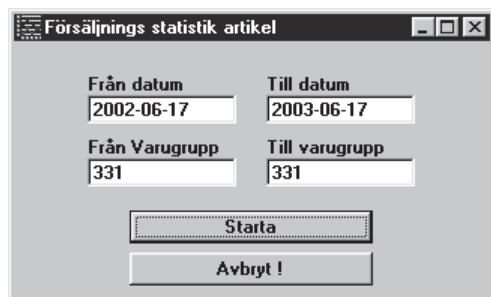 Försäljnings statistik artikel
Från datum Till datum
2002-06-17 2003-06-17
Från Varugrupp Till varugrupp
331 331
Starta
Avbryt !